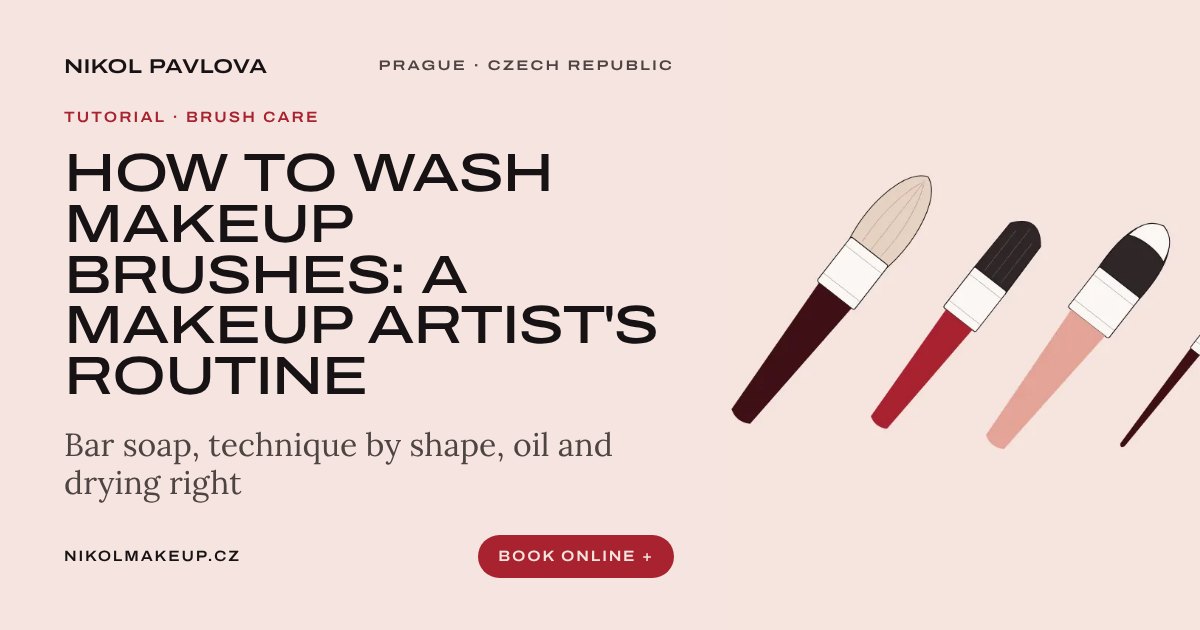 NIKOL PAVLOVA
PRAGUE · CZECH REPUBLIC
TUTORIAL · BRUSH CARE
HOW TO WASH
MAKEUP
BRUSHES: A
MAKEUP ARTIST'S
ROUTINE
Bar soap, technique by shape, oil and
drying right
NIKOLMAKEUP.CZ
BOOK ONLINE +